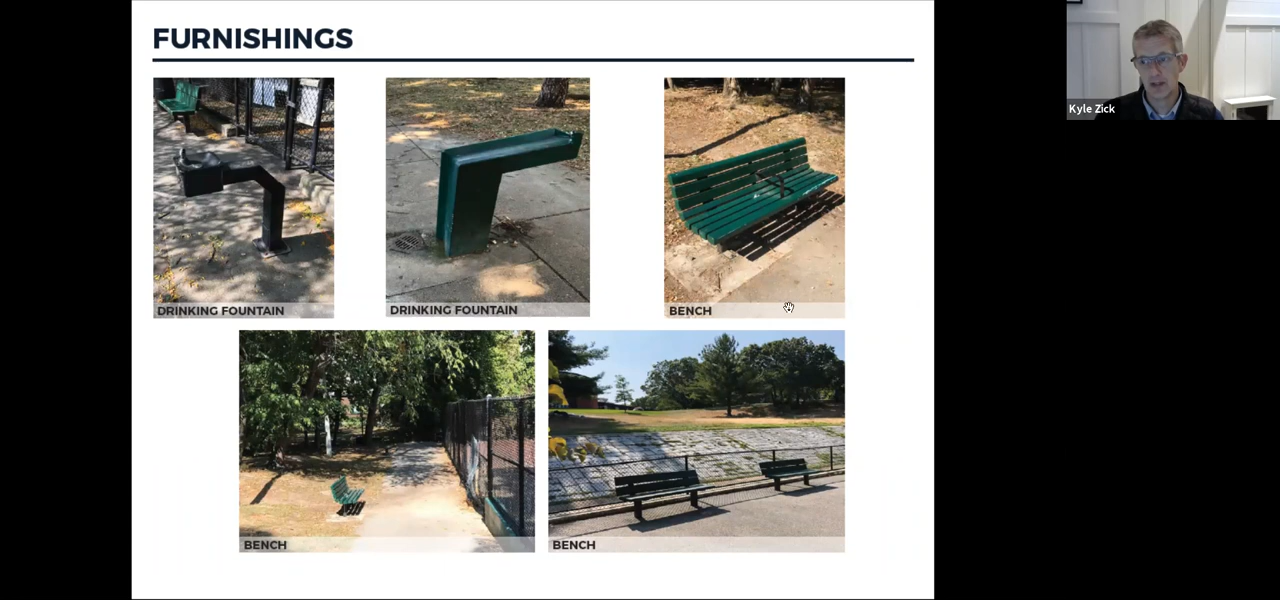 FURNISHINGS
Kyle Zick
DRINKING FOUNTAIN
DRINKING FOUNTAIN
BENCH
BENCH
BENCH